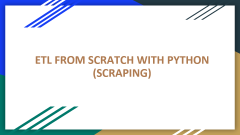 ETL FROM SCRATCH WITH PYTHON
(SCRAPING)